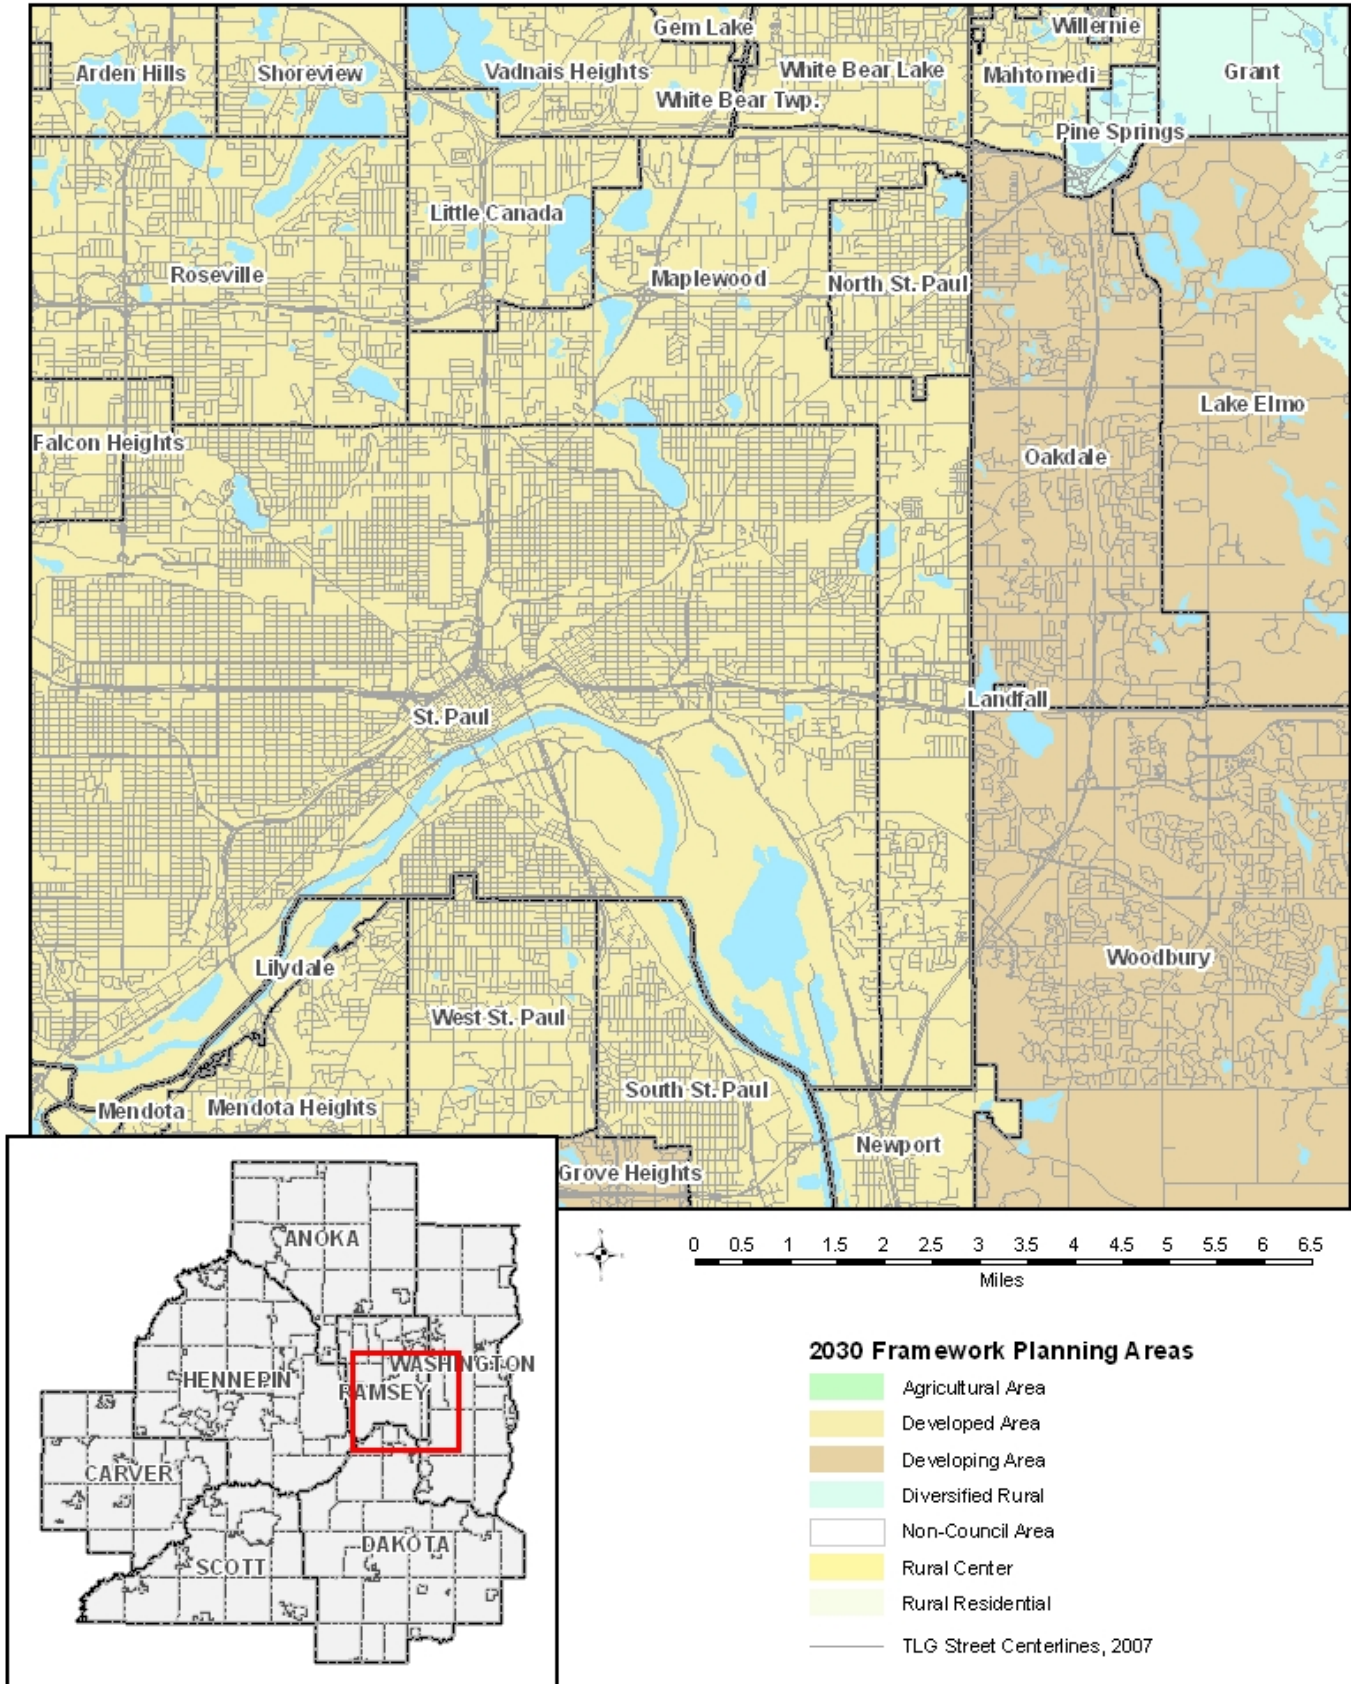 Gem Lake
Willernie
Arden Hills
Shoreview
Vadnais Heights
White Bear Lake
Mahtomedi
Grant
White Bear Twp.
Pine Springs
Little Canada
Roseville
Maplewood
North St. Paul
Lake Elmo
Falcon Heights
Oakdale
Landfall
St. Paul
Woodbury
Lilydale
West St. Paul
South St. Paul
Mendota
Mendota Heights
Newport
Grove Heights
ANOKA
WASHINGTON
HENNEPIN
RAMSEY
CARVER
DAKOTA
SCOTT
0 0.5 1 1.5 2 2.5 3 3.5 4 4.5 5 5.5 6 6.5
Miles
2030 Framework Planning Areas
Agricultural Area
Developed Area
Developing Area
Diversified Rural
Non-Council Area
Rural Center
Rural Residential
TLG Street Centerlines, 2007